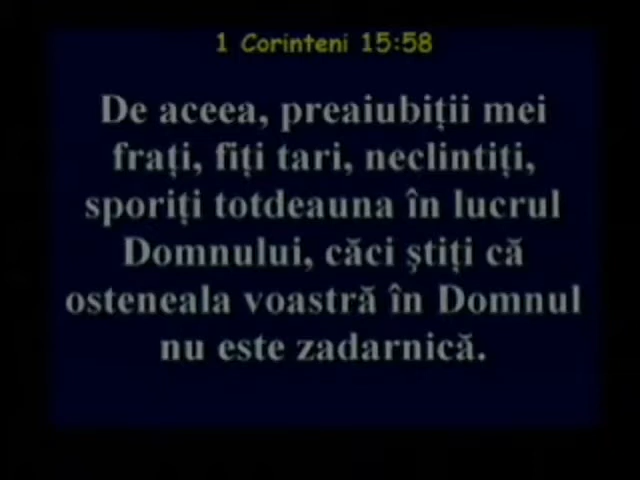 1 Corinteni 15:58
De aceea, preaiubiții mei
frați, fiți tari, neclintiți,
sporiți totdeauna în lucrul
Domnului, căci știți că
osteneala voastră în Domnul
nu este zadarnică.